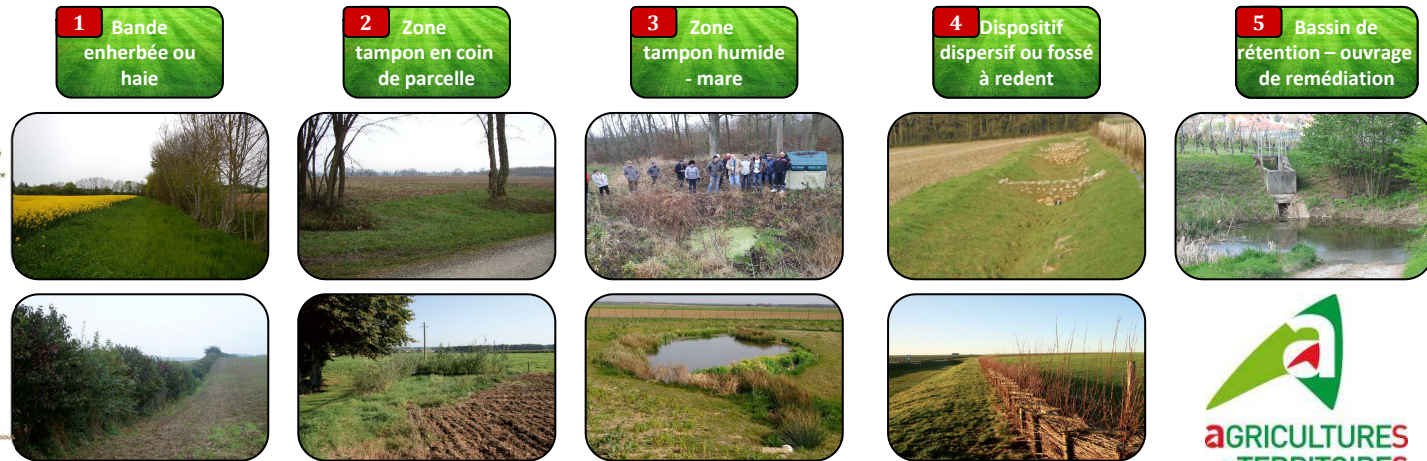 1 Bande
enherbée ou
haie
2 Zone
tampon en coin
de parcelle
3 Zone
tampon humide
- mare
4 Dispositif
dispersif ou fossé
à redent
5 Bassin de
rétention – ouvrage
de remédiation
aGRICULTURES
TERRITOIRES